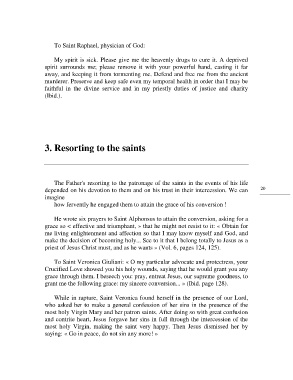 To Saint Raphael, physician of God:
My spirit is sick. Please give me the heavenly drugs to cure it. A depraved
spirit surrounds me; please remove it with your powerful hand, casting it far
away, and keeping it from tormenting me. Defend and free me from the ancient
murderer. Preserve and keep safe even my temporal health in order that I may be
faithful in the divine service and in my priestly duties of justice and charity
(Ibid.).
3. Resorting to the saints
The Father's resorting to the patronage of the saints in the events of his life
depended on his devotion to them and on his trust in their intercession. We can
imagine
20
how fervently he engaged them to attain the grace of his conversion !
He wrote six prayers to Saint Alphonsus to attain the conversion, asking for a
grace so « effective and triumphant, » that he might not resist to it: « Obtain for
me living enlightenment and affection so that I may know myself and God, and
make the decision of becoming holy... See to it that I belong totally to Jesus as a
priest of Jesus Christ must, and as he wants » (Vol. 6, pages 124, 125).
To Saint Veronica Giuliani: « O my particular advocate and protectress, your
Crucified Love showed you his holy wounds, saying that he would grant you any
grace through them. I beseech you: pray, entreat Jesus, our supreme goodness, to
grant me the following grace: my sincere conversion... » (Ibid. page 128).
While in rapture, Saint Veronica found herself in the presence of our Lord,
who asked her to make a general confession of her sins in the presence of the
most holy Virgin Mary and her patron saints. After doing so with great confusion
and contrite heart, Jesus forgave her sins in full through the intercession of the
most holy Virgin, making the saint very happy. Then Jesus dismissed her by
saying: « Go in peace, do not sin any more! »